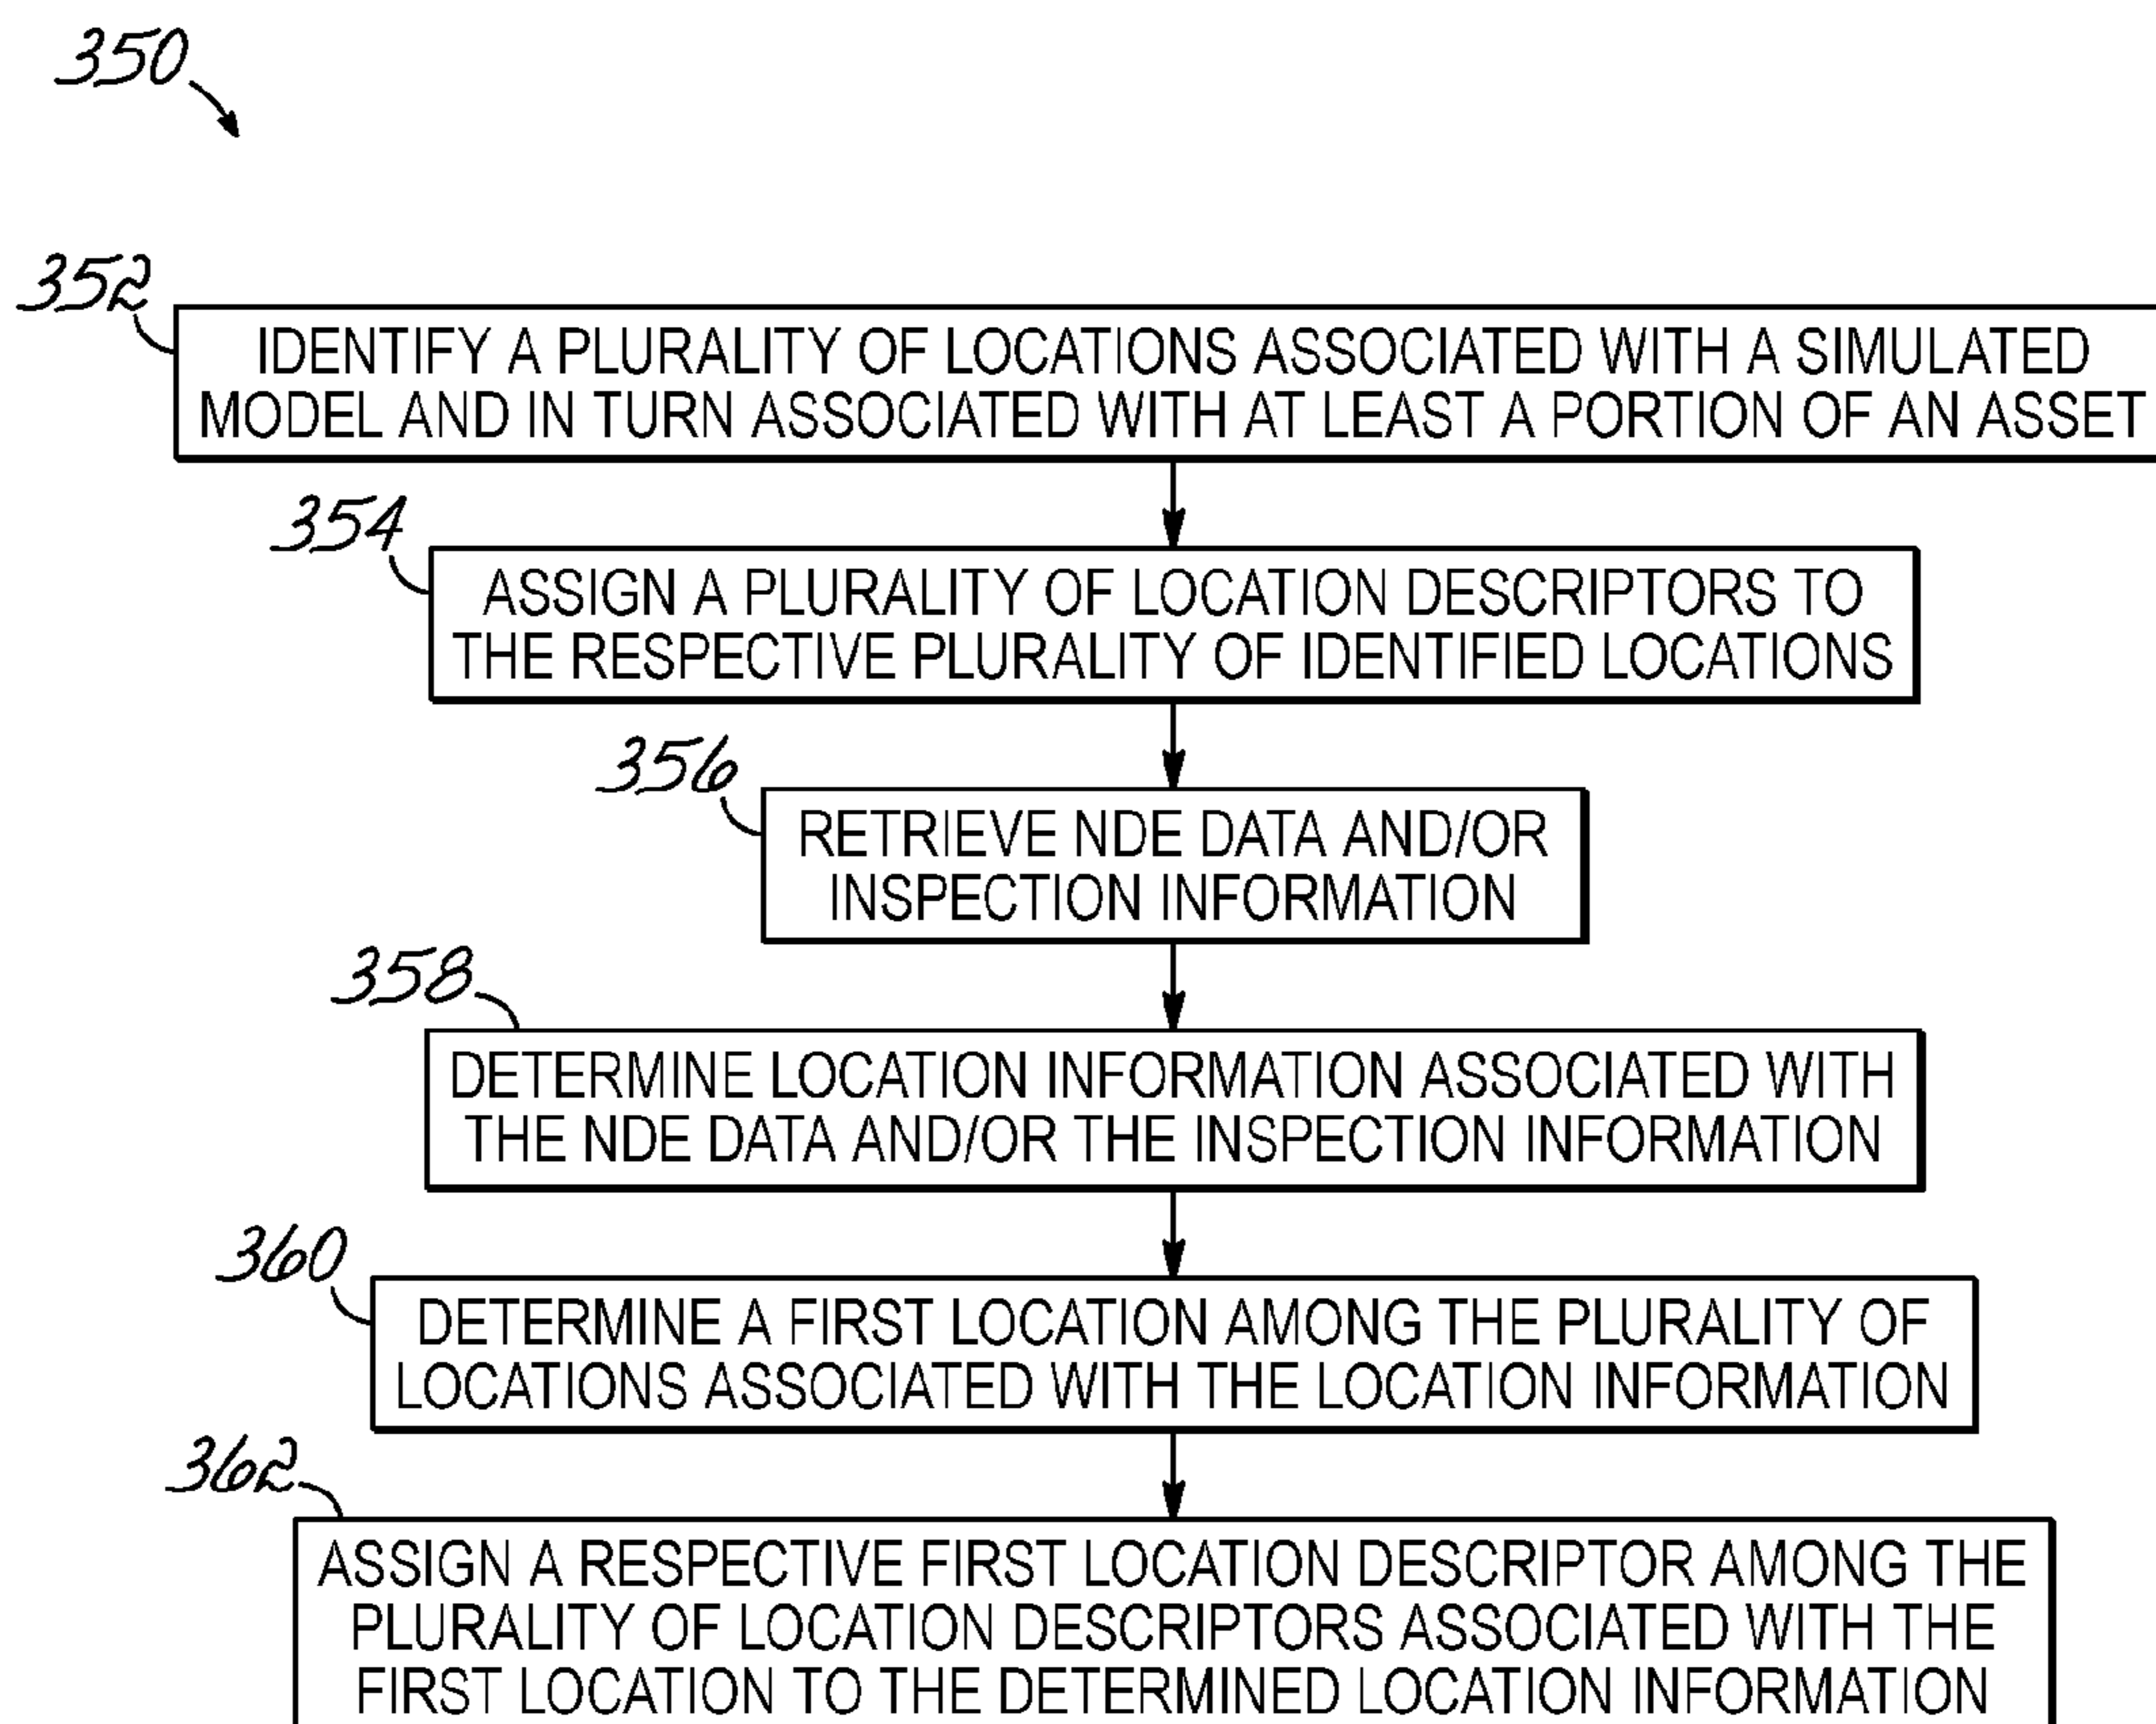 350
352
IDENTIFY A PLURALITY OF LOCATIONS ASSOCIATED WITH A SIMULATED
MODEL AND IN TURN ASSOCIATED WITH AT LEAST A PORTION OF AN ASSET
354
ASSIGN A PLURALITY OF LOCATION DESCRIPTORS TO
THE RESPECTIVE PLURALITY OF IDENTIFIED LOCATIONS
356
RETRIEVE NDE DATA AND/OR
INSPECTION INFORMATION
358
DETERMINE LOCATION INFORMATION ASSOCIATED WITH
THE NDE DATA AND/OR THE INSPECTION INFORMATION
360
DETERMINE A FIRST LOCATION AMONG THE PLURALITY OF
LOCATIONS ASSOCIATED WITH THE LOCATION INFORMATION
362
ASSIGN A RESPECTIVE FIRST LOCATION DESCRIPTOR AMONG THE
PLURALITY OF LOCATION DESCRIPTORS ASSOCIATED WITH THE
FIRST LOCATION TO THE DETERMINED LOCATION INFORMATION